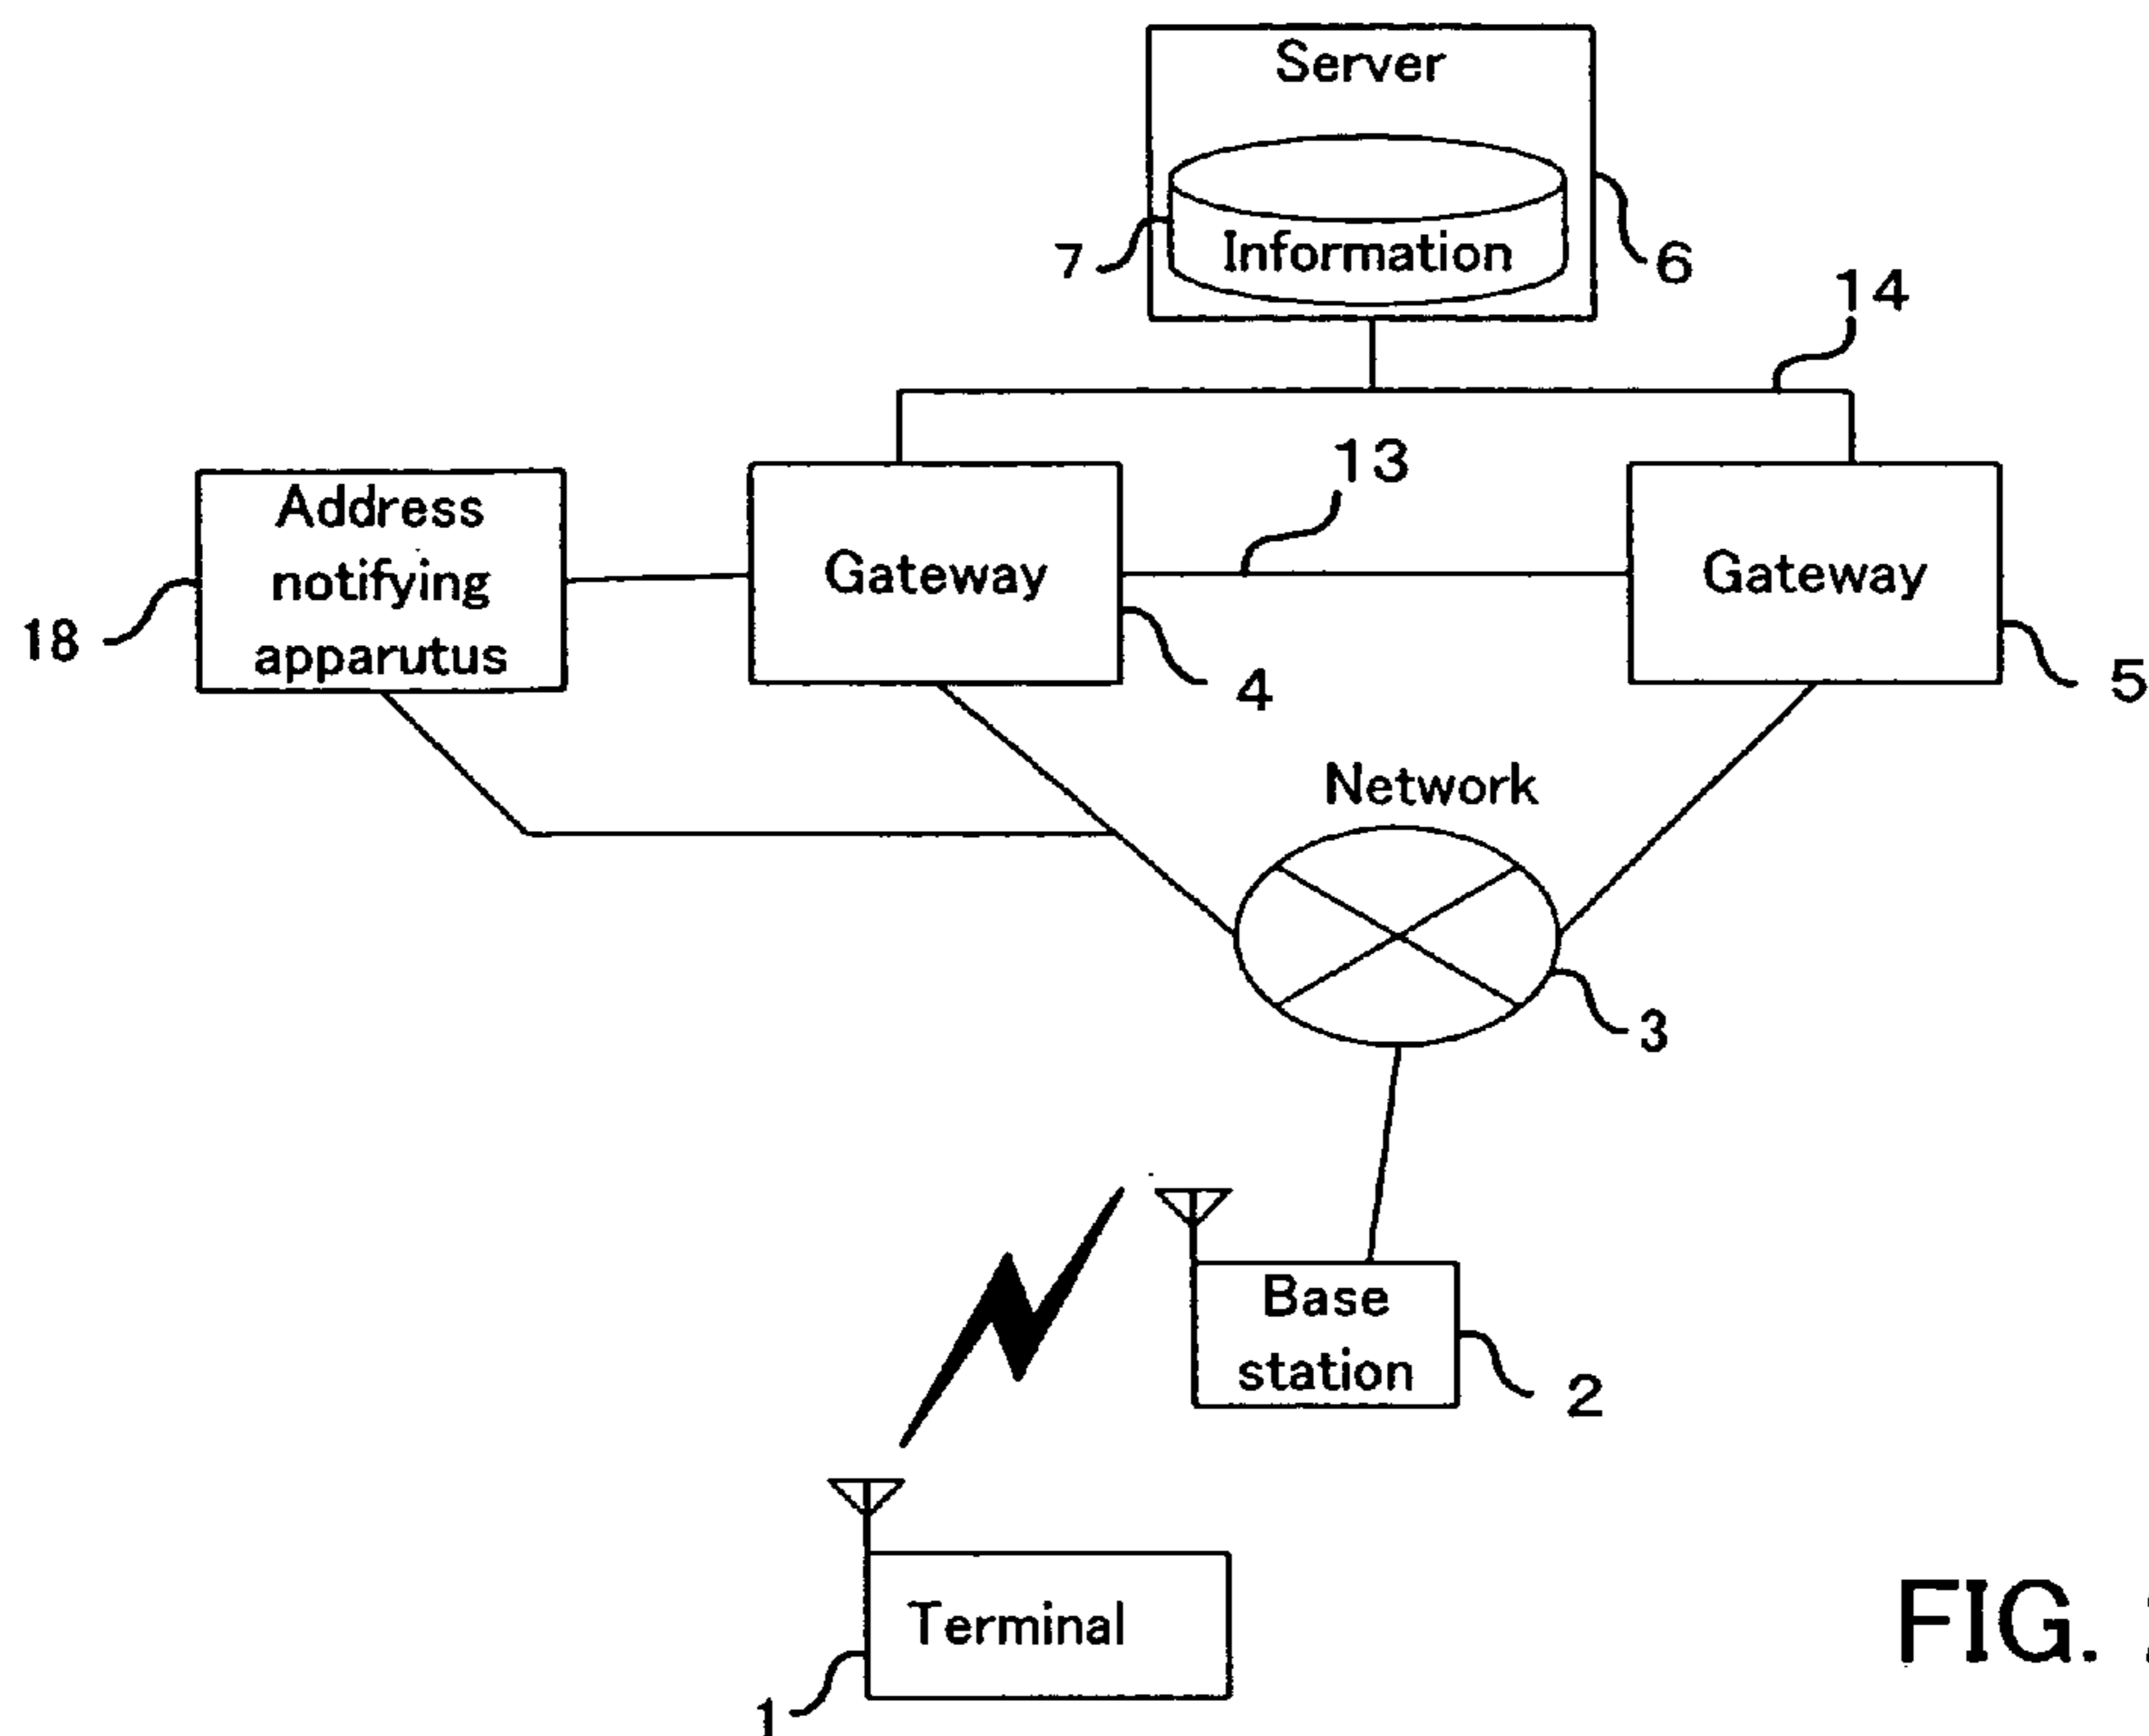 Server
Information
7
6
14
13
Address
notifying
apparutus
Gateway
Gateway
18
4
5
Network
3
Base
station
2
Terminal
1
FIG.